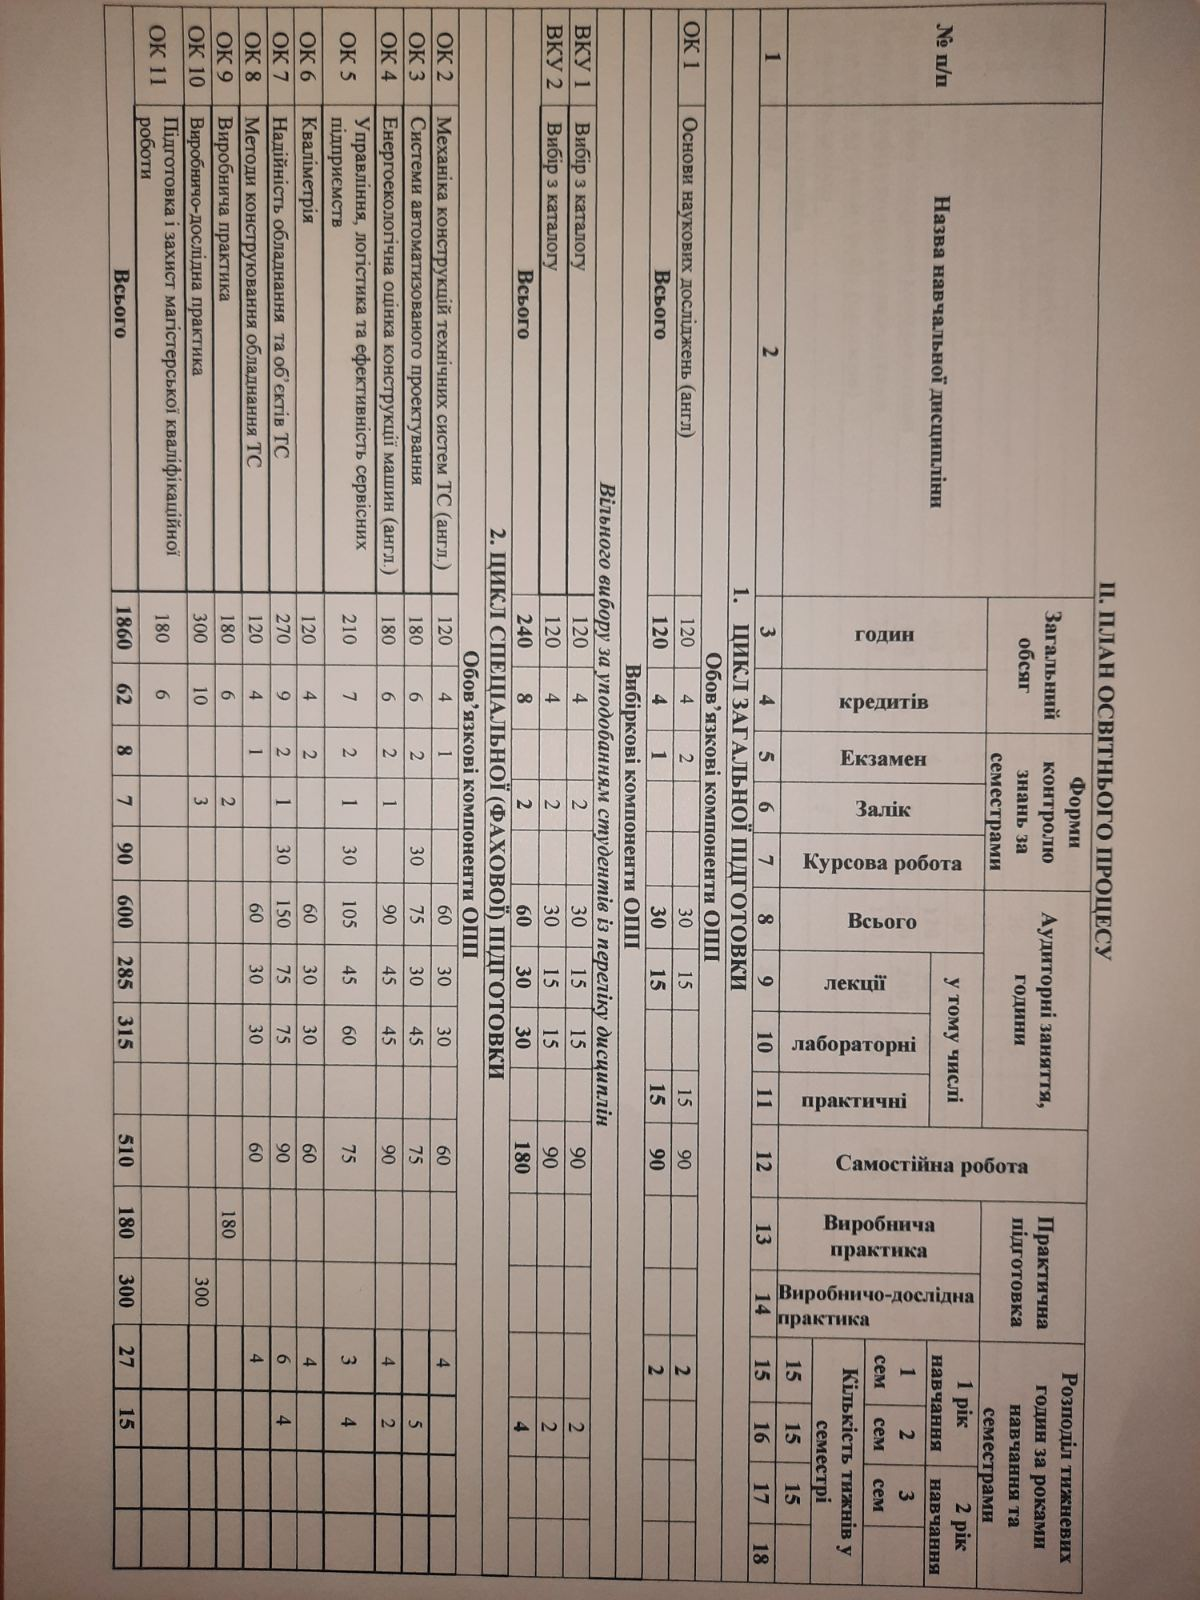 II. ПЛАН ОСВІТНЬОГО ПРОЦЕСУ
№ п/п
Назва навчальної дисципліни
Загальний обсяг
годин
кредитів
Форми контролю знань за семестрами
Екзамен
Залік
Курсова робота
Аудиторні заняття, години
Всього
у тому числі
лекції
лабораторні
практичні
Самостійна робота
Практична підготовка
Виробнича практика
Виробничо-дослідна практика
Розподіл тижневих годин за роками навчання та семестрами
1 рік навчання
2 рік навчання
1 сем
2 сем
3 сем
Кількість тижнів у семестрі
15 15 15
1 2 3 4 5 6 7 8 9 10 11 12 13 14 15 16 17 18
1. ЦИКЛ ЗАГАЛЬНОЇ ПІДГОТОВКИ
Обов’язкові компоненти ОПП
ОК 1 Основи наукових досліджень (англ) 120 4 2 30 15 15 90 2
Всього 120 4 1 30 15 15 90 2
Вибіркові компоненти ОПП
Вільного вибору за уподобанням студентів із переліку дисциплін
ВКУ 1 Вибір з каталогу 120 4 2 30 15 15 90 2
ВКУ 2 Вибір з каталогу 120 4 2 30 15 15 90 2
Всього 240 8 2 60 30 30 180 4
2. ЦИКЛ СПЕЦІАЛЬНОЇ (ФАХОВОЇ) ПІДГОТОВКИ
Обов’язкові компоненти ОПП
ОК 2 Механіка конструкцій технічних систем ТС (англ.) 120 4 1 60 30 30 60 4
ОК 3 Системи автоматизованого проектування 180 6 2 30 75 30 45 75 5
ОК 4 Енергоекологічна оцінка конструкції машин (англ.) 180 6 2 1 90 45 45 90 4 2
ОК 5 Управління, логістика та ефективність сервісних
підприємств 210 7 2 1 30 105 45 60 75 3 4
ОК 6 Кваліметрія 120 4 2 60 30 30 60 4
ОК 7 Надійність обладнання та об’єктів ТС 270 9 2 1 30 150 75 75 90 6 4
ОК 8 Методи конструювання обладнання ТС 120 4 1 60 30 30 60 4
ОК 9 Виробнича практика 180 6 2 180
ОК 10 Виробничо-дослідна практика 300 10 3 300
ОК 11 Підготовка і захист магістерської кваліфікаційної
роботи 180 6
Всього 1860 62 8 7 90 600 285 315 510 180 300 27 15